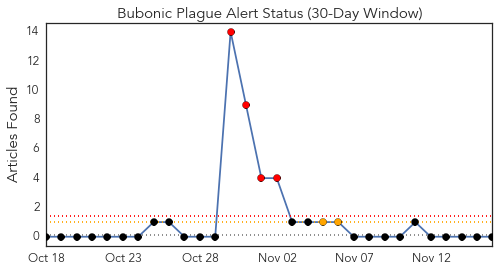 Bubonic Plague Alert Status (30-Day Window)
Articles Found
14
12
10
8
6
4
2
0
Oct 18
Oct 23
Oct 28
Nov 02
Nov 07
Nov 12